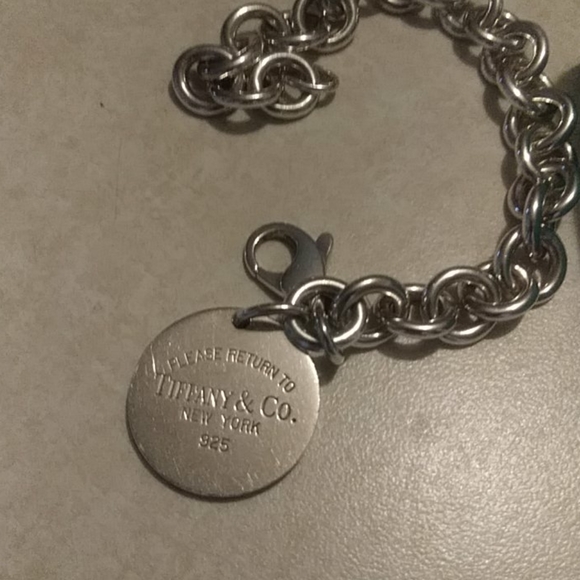 PLEASE RETURN TO
TIFFANY & CO.
NEW YORK
925